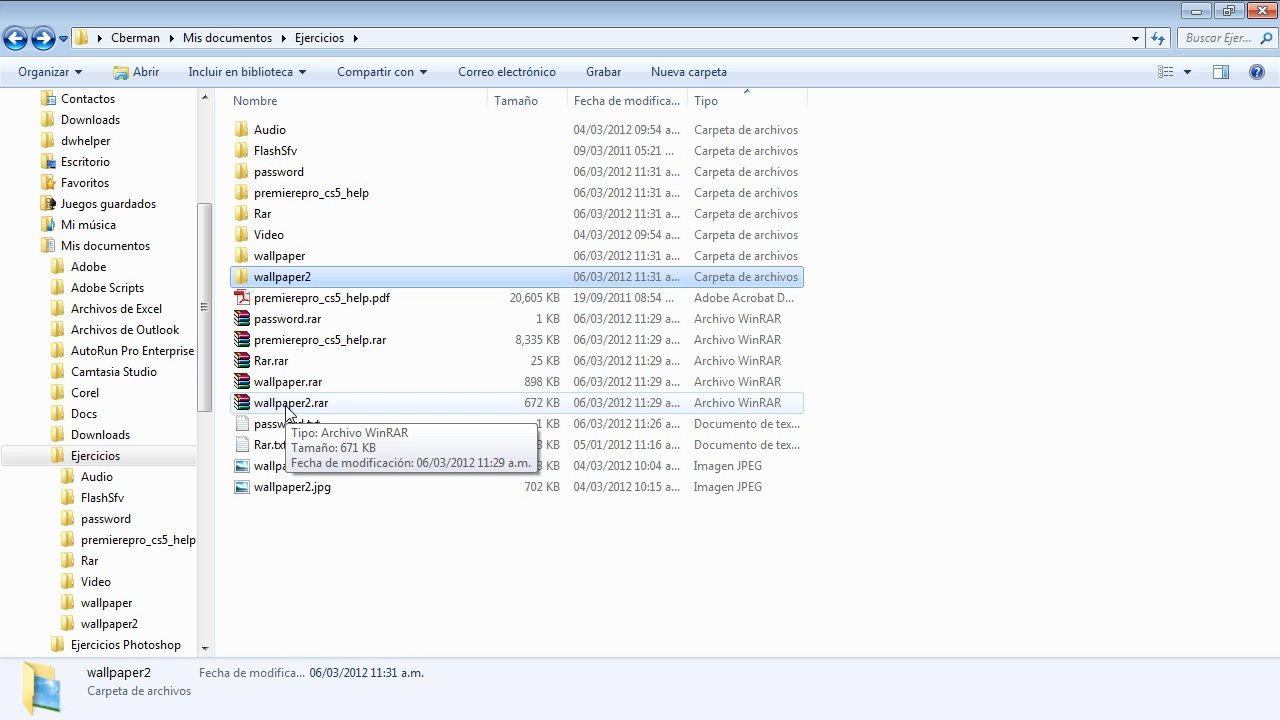 Cberman Mis documentos Ejercicios
Buscar Ejer...
Organizar Abrir Incluir en biblioteca Compartir con Correo electrónico Grabar Nueva carpeta
Contactos
Downloads
dwhelper
Escritorio
Favoritos
Juegos guardados
Mi música
Mis documentos
Adobe
Adobe Scripts
Archivos de Excel
Archivos de Outlook
AutoRun Pro Enterprise
Camtasia Studio
Corel
Docs
Downloads
Ejercicios
Audio
FlashSfv
password
premierepro_cs5_help
Rar
Video
wallpaper
wallpaper2
Ejercicios Photoshop
Nombre Tamaño Fecha de modifica... Tipo
Audio 04/03/2012 09:54 a... Carpeta de archivos
FlashSfv 09/03/2011 05:21 ... Carpeta de archivos
password 06/03/2012 11:31 a... Carpeta de archivos
premierepro_cs5_help 06/03/2012 11:31 a... Carpeta de archivos
Rar 06/03/2012 11:31 a... Carpeta de archivos
Video 04/03/2012 09:54 a... Carpeta de archivos
wallpaper 06/03/2012 11:31 a... Carpeta de archivos
wallpaper2 06/03/2012 11:31 a... Carpeta de archivos
premierepro_cs5_help.pdf 20,605 KB 19/09/2011 08:54 ... Adobe Acrobat D...
password.rar 1 KB 06/03/2012 11:29 a... Archivo WinRAR
premierepro_cs5_help.rar 8,335 KB 06/03/2012 11:29 a... Archivo WinRAR
Rar.rar 25 KB 06/03/2012 11:29 a... Archivo WinRAR
wallpaper.rar 898 KB 06/03/2012 11:29 a... Archivo WinRAR
wallpaper2.rar 672 KB 06/03/2012 11:29 a... Archivo WinRAR
1 KB 06/03/2012 11:26 a... Documento de tex...
05/01/2012 11:16 a... Documento de tex...
04/03/2012 10:04 a... Imagen JPEG
wallpaper2.jpg 702 KB 04/03/2012 10:15 a... Imagen JPEG
Tipo: Archivo WinRAR
Tamaño: 671 KB
Fecha de modificación: 06/03/2012 11:29 a.m.
wallpaper2 Fecha de modifica... 06/03/2012 11:31 a.m.
Carpeta de archivos